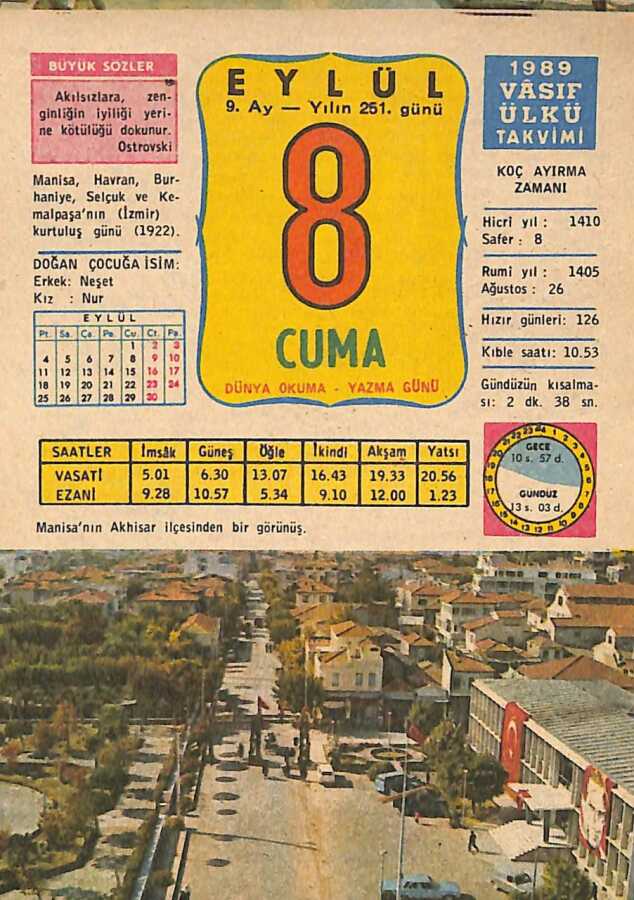 BÜYÜK SÖZLER
Akılsızlara, zen-
ginliğin iyiliği yeri-
ne kötülüğü dokunur.
Ostrovski
Manisa, Havran, Bur-
haniye, Selçuk ve Ke-
malpaşa'nın (İzmir)
kurtuluş günü (1922).
DOĞAN ÇOCUĞA İSİM:
Erkek: Neşet
Kız : Nur
EYLÜL
Pt. Sa. Ça. Pe. Cu. Ct. Pa.
1 2 3
4 5 6 7 8 9 10
11 12 13 14 15 16 17
18 19 20 21 22 23 24
25 26 27 28 29 30
EYLÜL
9. Ay — Yılın 251. günü
8
CUMA
DÜNYA OKUMA - YAZMA GÜNÜ
1989
VÂSIF
ÜLKÜ
TAKVİMİ
KOÇ AYIRMA
ZAMANI
Hicri yıl : 1410
Safer : 8
Rumi yıl : 1405
Ağustos : 26
Hızır günleri: 126
Kıble saatı: 10.53
Gündüzün kısalma-
sı: 2 dk. 38 sn.
SAATLER İmsâk Güneş Öğle İkindi Akşam Yatsı
VASATİ 5.01 6.30 13.07 16.43 19.33 20.56
EZANİ 9.28 10.57 5.34 9.10 12.00 1.23
GECE
10 s. 57 d.
GÜNDÜZ
13 s. 03 d.
Manisa'nın Akhisar ilçesinden bir görünüş.